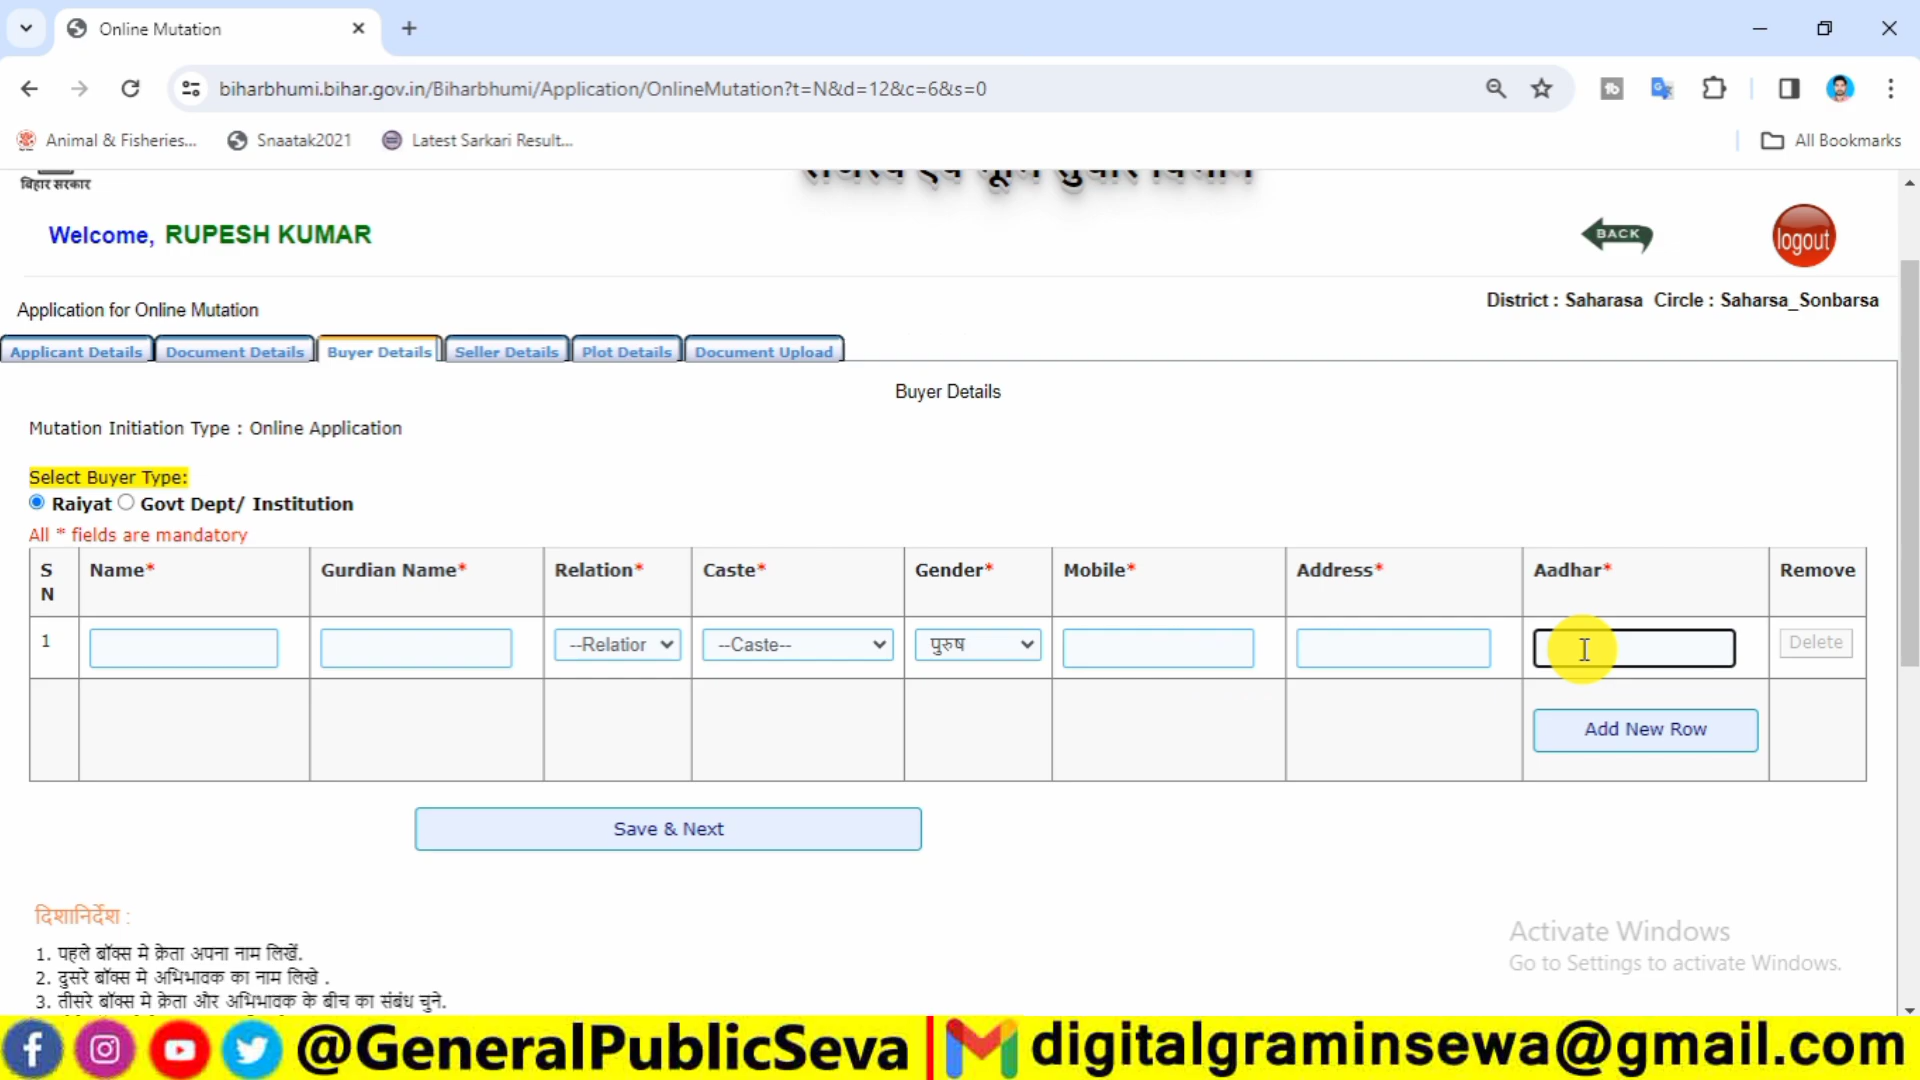 Online Mutation
biharbhumi.bihar.gov.in/Biharbhumi/Application/OnlineMutation?t=N&d=12&c=6&s=0
Animal & Fisheries...
Snaatak2021
Latest Sarkari Result...
All Bookmarks
बिहार सरकार
राजस्व एवं भूमि सुधार विभाग
Welcome, RUPESH KUMAR
BACK
logout
Application for Online Mutation
District : Saharasa Circle : Saharsa_Sonbarsa
Applicant Details
Document Details
Buyer Details
Seller Details
Plot Details
Document Upload
Buyer Details
Mutation Initiation Type : Online Application
Select Buyer Type:
Raiyat Govt Dept/ Institution
All * fields are mandatory
S N Name* Gurdian Name* Relation* Caste* Gender* Mobile* Address* Aadhar* Remove
1 --Relatior --Caste-- पुरुष Delete
Add New Row
Save & Next
दिशानिर्देश :
1. पहले बॉक्स मे क्रेता अपना नाम लिखें.
2. दुसरे बॉक्स मे अभिभावक का नाम लिखे .
3. तीसरे बॉक्स मे क्रेता और अभिभावक के बीच का संबंध चुने.
Activate Windows
Go to Settings to activate Windows.
@GeneralPublicSeva
digitalgraminsewa@gmail.com